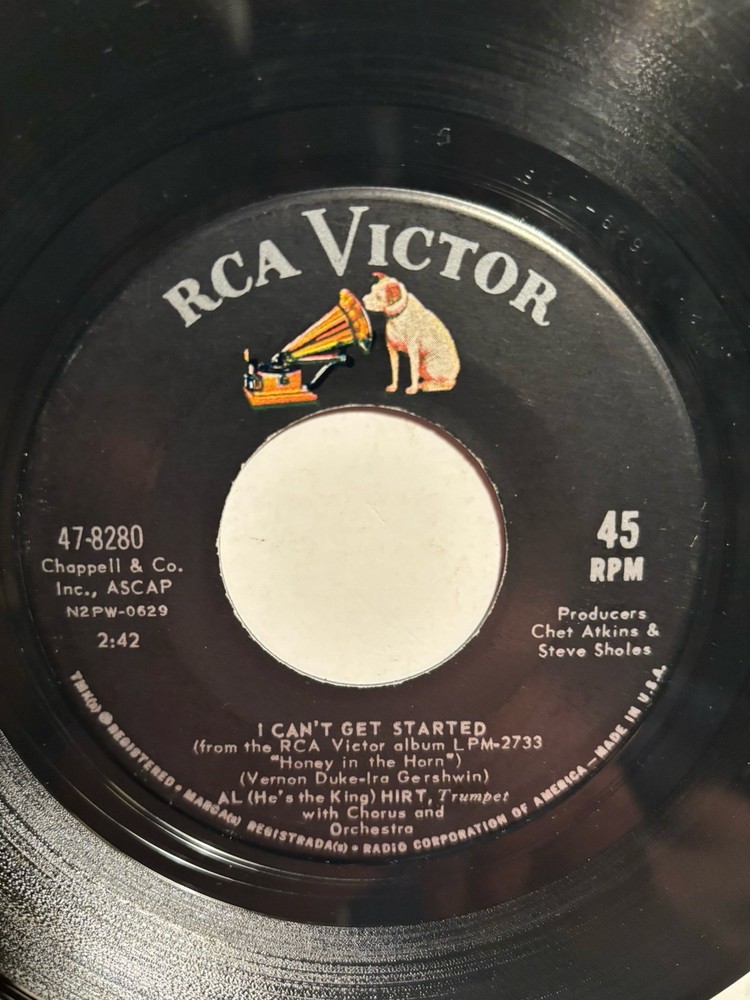 RCA VICTOR
47-8280
Chappell & Co.
Inc., ASCAP
N2PW-0629
2:42
45
RPM
Producers
Chet Atkins &
Steve Sholes
I CAN'T GET STARTED
(from the RCA Victor album LPM-2733
"Honey in the Horn")
(Vernon Duke-Ira Gershwin)
AL (He's the King) HIRT, Trumpet
with Chorus and
Orchestra
TMK(s) ® REGISTERED • MARCA(s) REGISTRADA(s) • RADIO CORPORATION OF AMERICA—MADE IN U.S.A.